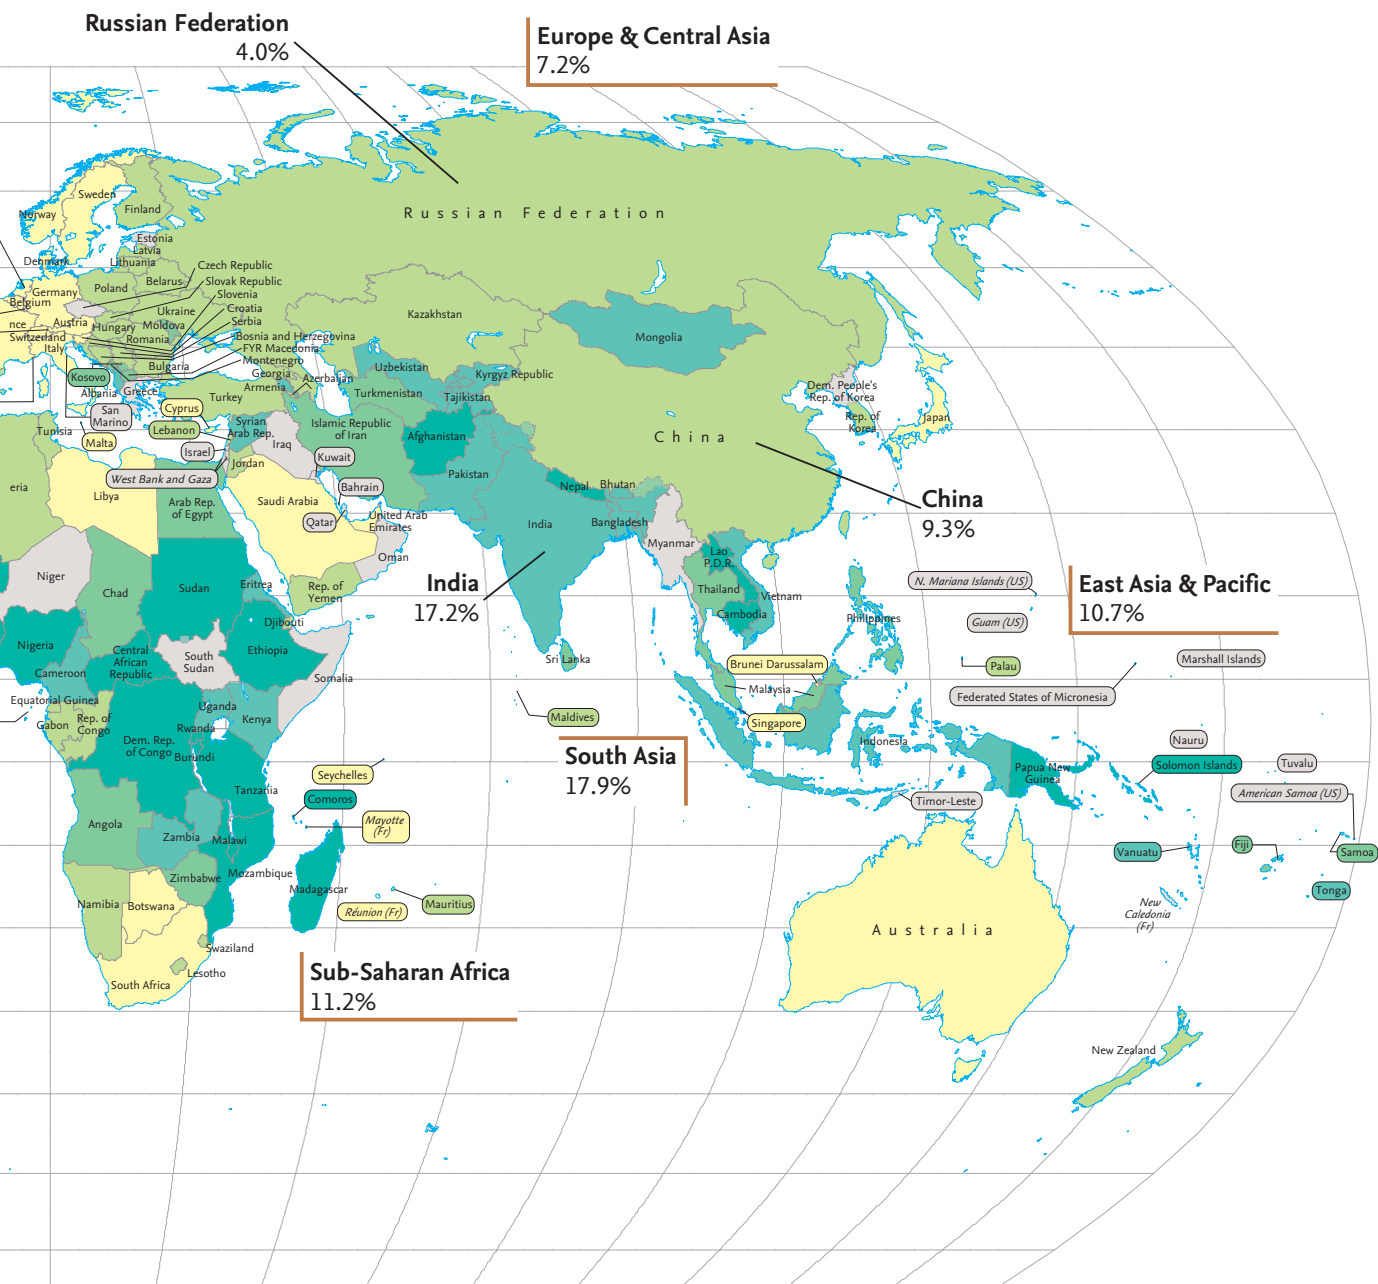 Russian Federation
4.0%
Europe & Central Asia
7.2%
Sweden
Norway
Finland
Russian Federation
Estonia
Latvia
Denmark
Lithuania
Czech Republic
Belarus
Slovak Republic
Germany
Poland
Slovenia
Belgium
Ukraine
Croatia
Kazakhstan
nce
Austria
Hungary
Moldova
Serbia
Mongolia
Switzerland
Romania
Bosnia and Herzegovina
Italy
FYR Macedonia
Montenegro
Bulgaria
Uzbekistan
Georgia
Kyrgyz Republic
Kosovo
Azerbaijan
Armenia
Dem. People's
Rep. of Korea
Albania
Greece
Turkey
Turkmenistan
Tajikistan
San
Marino
Cyprus
Rep. of
Korea
Japan
Tunisia
Lebanon
Syrian
Arab Rep.
Islamic Republic
of Iran
Afghanistan
China
Malta
Israel
Iraq
Kuwait
Jordan
West Bank and Gaza
Pakistan
eria
Libya
Bahrain
Nepal
Bhutan
Arab Rep.
of Egypt
Saudi Arabia
China
9.3%
Qatar
United Arab
Emirates
India
Bangladesh
Myanmar
Lao
P.D.R.
Oman
Niger
Sudan
Eritrea
Rep. of
Yemen
India
17.2%
Chad
Thailand
Vietnam
N. Mariana Islands (US)
East Asia & Pacific
10.7%
Djibouti
Cambodia
Philippines
Guam (US)
Nigeria
Central
African
Republic
South
Sudan
Ethiopia
Sri Lanka
Brunei Darussalam
Palau
Marshall Islands
Cameroon
Somalia
Malaysia
Federated States of Micronesia
Equatorial Guinea
Uganda
Kenya
Maldives
Singapore
Gabon
Rep. of
Congo
Rwanda
Dem. Rep.
of Congo
Burundi
Indonesia
Nauru
South Asia
17.9%
Solomon Islands
Tuvalu
Seychelles
Papua New
Guinea
Tanzania
Comoros
Timor-Leste
American Samoa (US)
Angola
Mayotte
(Fr)
Zambia
Malawi
Vanuatu
Fiji
Samoa
Mozambique
Zimbabwe
Madagascar
Tonga
Namibia
Botswana
Réunion (Fr)
Mauritius
New
Caledonia
(Fr)
Australia
Swaziland
Lesotho
South Africa
Sub-Saharan Africa
11.2%
New Zealand